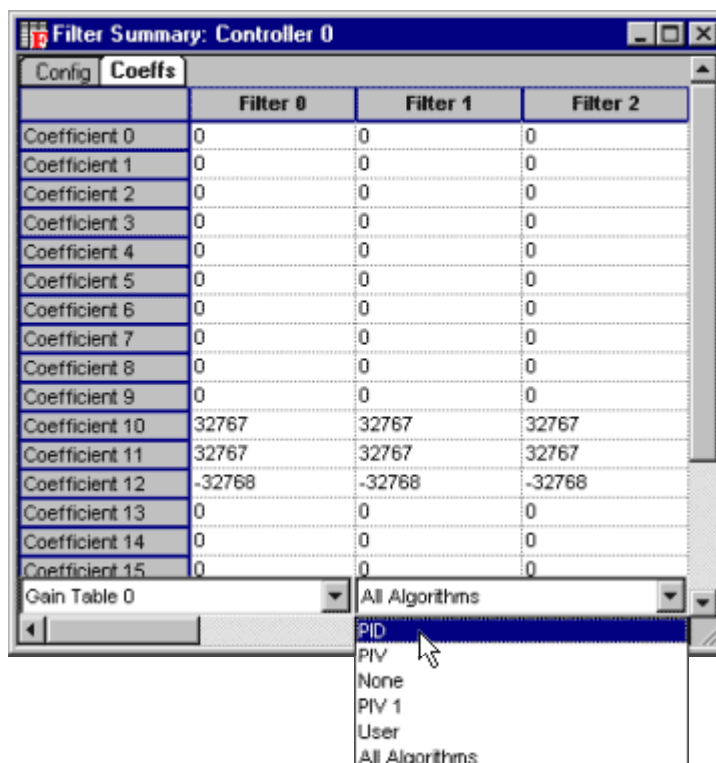 Filter Summary: Controller 0
Config Coeffs
Filter 0 Filter 1 Filter 2
Coefficient 0 0 0 0
Coefficient 1 0 0 0
Coefficient 2 0 0 0
Coefficient 3 0 0 0
Coefficient 4 0 0 0
Coefficient 5 0 0 0
Coefficient 6 0 0 0
Coefficient 7 0 0 0
Coefficient 8 0 0 0
Coefficient 9 0 0 0
Coefficient 10 32767 32767 32767
Coefficient 11 32767 32767 32767
Coefficient 12 -32768 -32768 -32768
Coefficient 13 0 0 0
Coefficient 14 0 0 0
Coefficient 15 0 0 0
Gain Table 0 All Algorithms
PID
PIV
None
PIV 1
User
All Algorithms